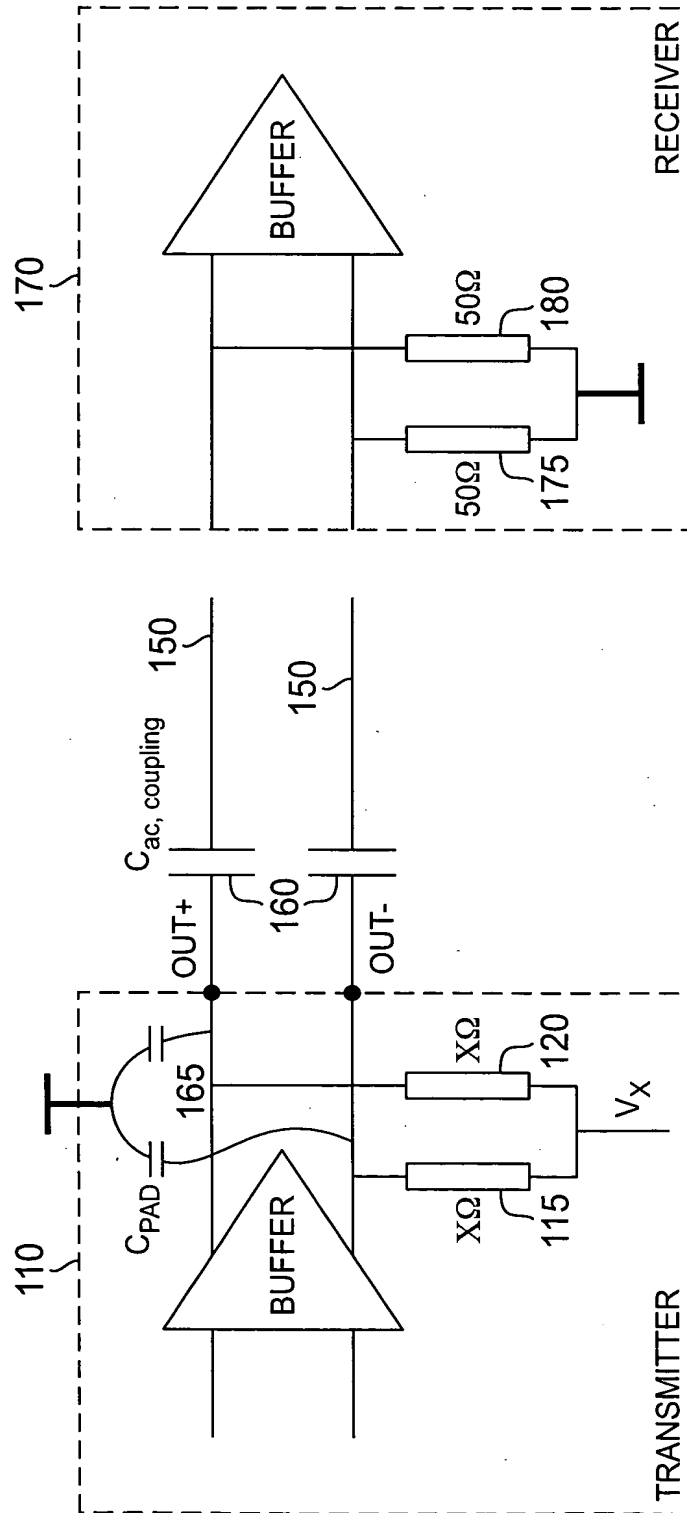 110
170
C_PAD
165
BUFFER
OUT+
OUT-
C_ac, coupling
160
150
150
BUFFER
XΩ
XΩ
115
120
V_X
50Ω
50Ω
175
180
TRANSMITTER
RECEIVER